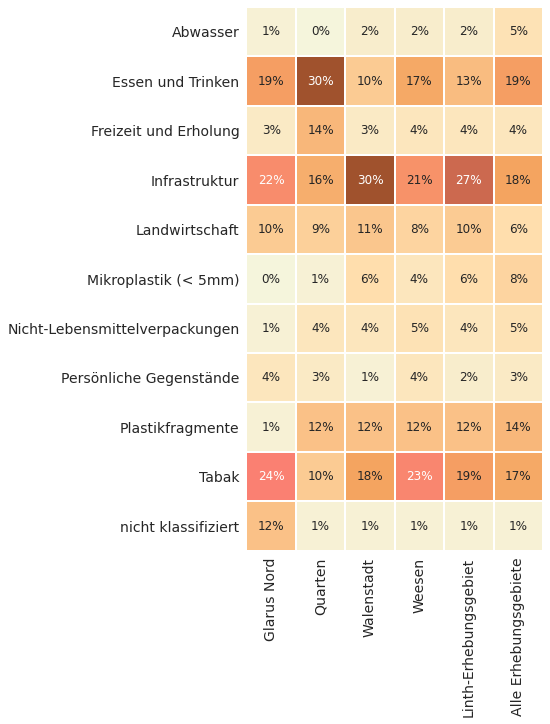 Abwasser 1% 0% 2% 2% 2% 5%
Essen und Trinken 19% 30% 10% 17% 13% 19%
Freizeit und Erholung 3% 14% 3% 4% 4% 4%
Infrastruktur 22% 16% 30% 21% 27% 18%
Landwirtschaft 10% 9% 11% 8% 10% 6%
Mikroplastik (< 5mm) 0% 1% 6% 4% 6% 8%
Nicht-Lebensmittelverpackungen 1% 4% 4% 5% 4% 5%
Persönliche Gegenstände 4% 3% 1% 4% 2% 3%
Plastikfragmente 1% 12% 12% 12% 12% 14%
Tabak 24% 10% 18% 23% 19% 17%
nicht klassifiziert 12% 1% 1% 1% 1% 1%
Glarus Nord
Quarten
Walenstadt
Weesen
Linth-Erhebungsgebiet
Alle Erhebungsgebiete